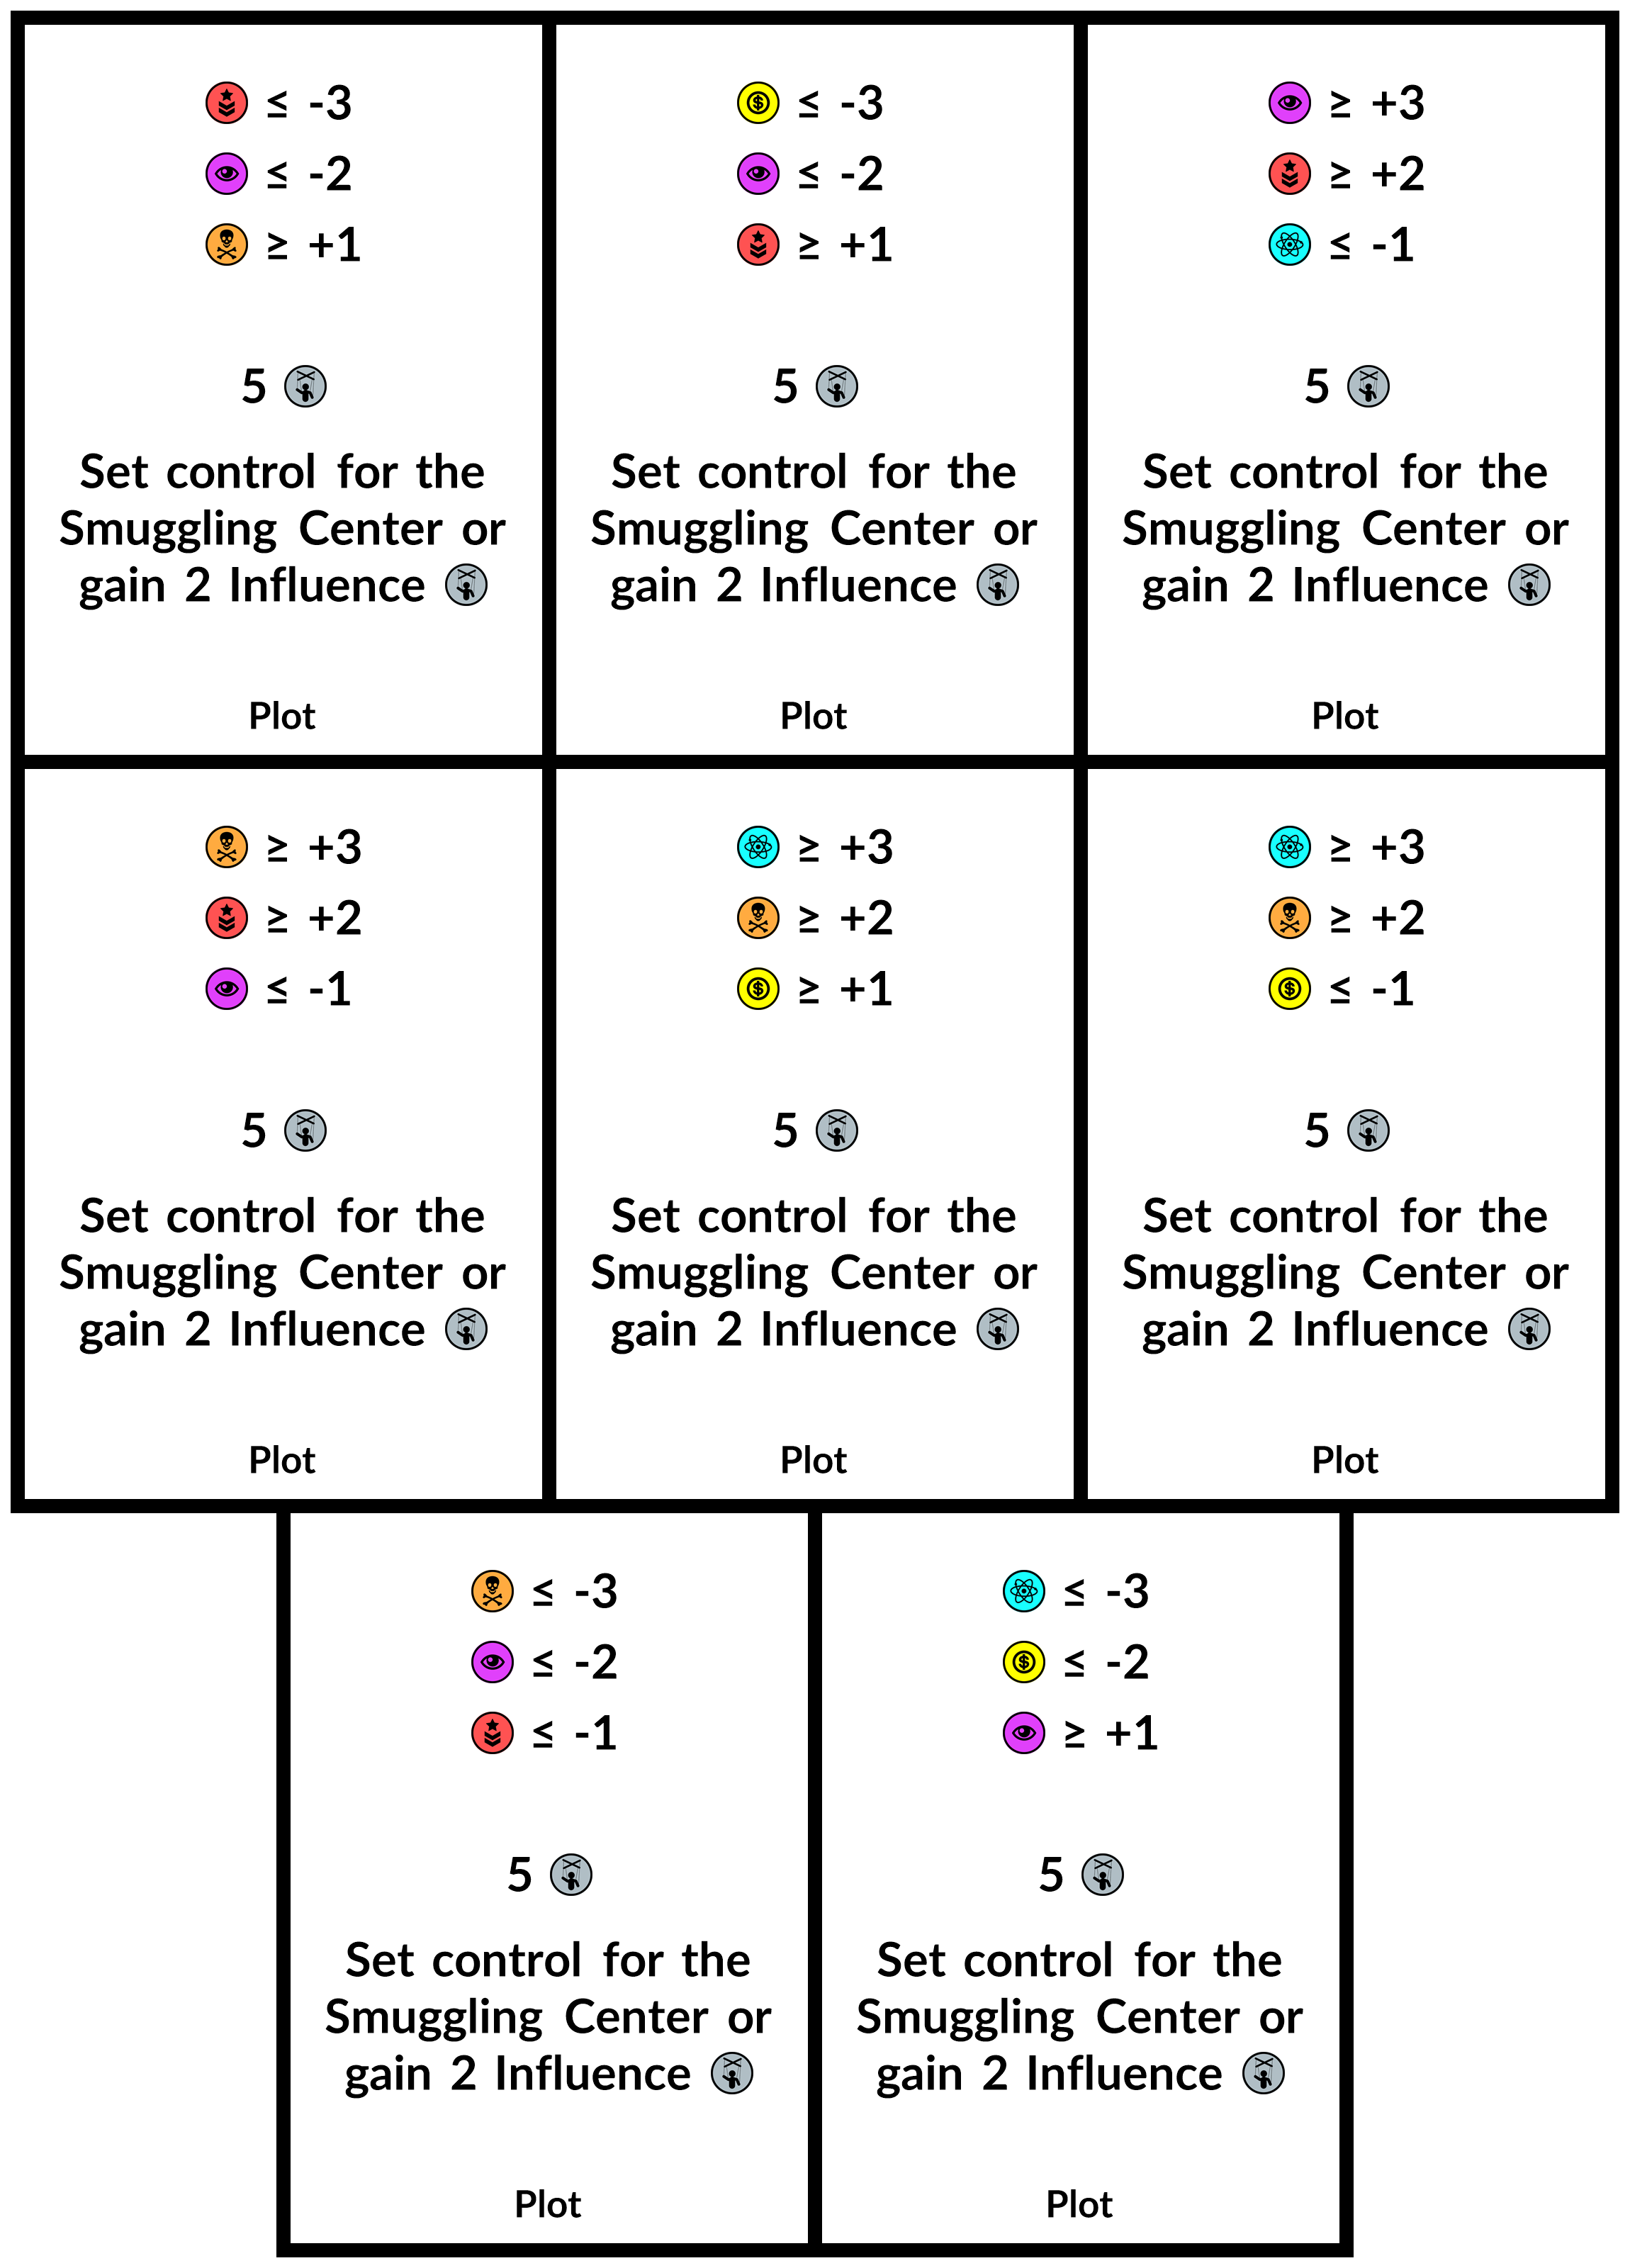 ≤ -3
≤ -2
≥ +1
5
Set control for the
Smuggling Center or
gain 2 Influence
Plot
≤ -3
≤ -2
≥ +1
5
Set control for the
Smuggling Center or
gain 2 Influence
Plot
≥ +3
≥ +2
≤ -1
5
Set control for the
Smuggling Center or
gain 2 Influence
Plot
≥ +3
≥ +2
≤ -1
5
Set control for the
Smuggling Center or
gain 2 Influence
Plot
≥ +3
≥ +2
≥ +1
5
Set control for the
Smuggling Center or
gain 2 Influence
Plot
≥ +3
≥ +2
≤ -1
5
Set control for the
Smuggling Center or
gain 2 Influence
Plot
≤ -3
≤ -2
≤ -1
5
Set control for the
Smuggling Center or
gain 2 Influence
Plot
≤ -3
≤ -2
≥ +1
5
Set control for the
Smuggling Center or
gain 2 Influence
Plot